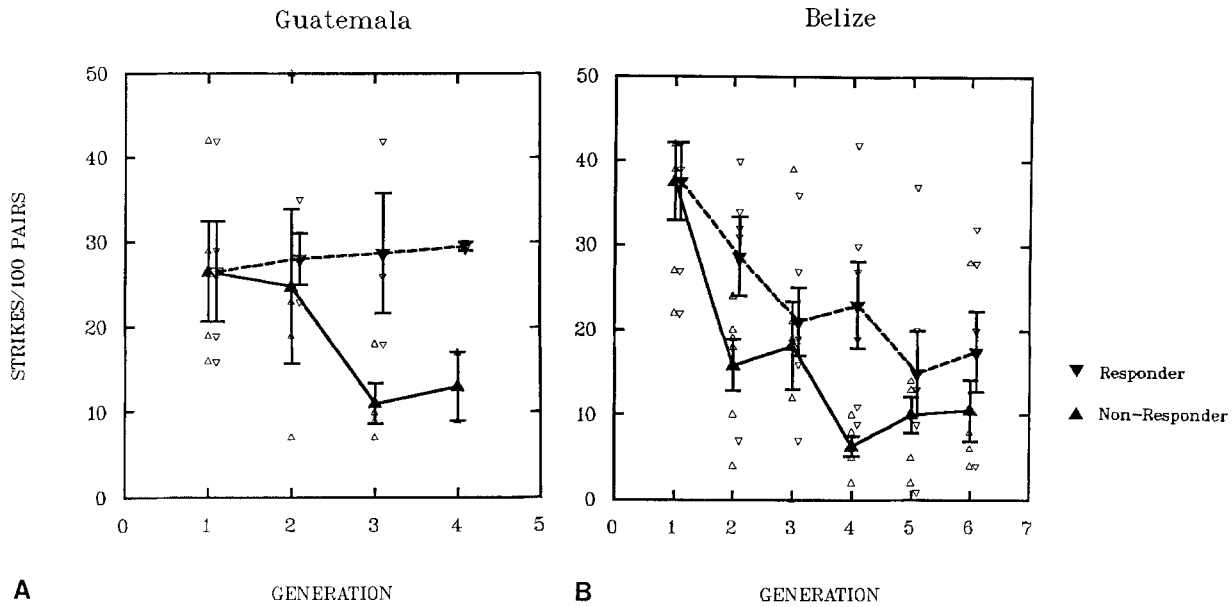 Guatemala
Belize
STRIKES/100 PAIRS
50
40
30
20
10
0
0 1 2 3 4 5
50
40
30
20
10
0
0 1 2 3 4 5 6 7
Responder
Non-Responder
A
GENERATION
B
GENERATION